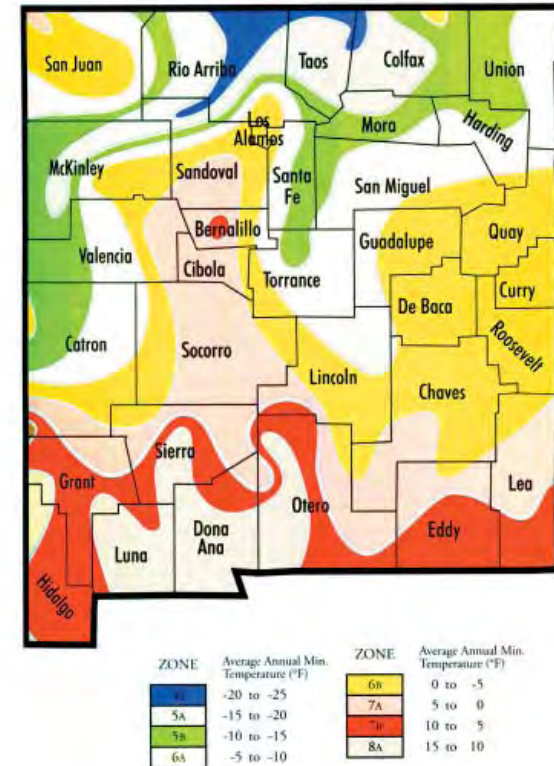 San Juan
Rio Arriba
Taos
Colfax
Union
Los
Alamos
Mora
Harding
McKinley
Sandoval
Santa
Fe
San Miguel
Bernalillo
Guadalupe
Quay
Valencia
Cibola
Torrance
Curry
De Baca
Catron
Socorro
Roosevelt
Lincoln
Chaves
Sierra
Grant
Lea
Otero
Dona
Ana
Eddy
Luna
Hidalgo
ZONE Average Annual Min.
Temperature (°F)
-20 to -25
5A -15 to -20
5B -10 to -15
6A -5 to -10
ZONE Average Annual Min.
Temperature (°F)
6B 0 to -5
7A 5 to 0
7B 10 to 5
8A 15 to 10